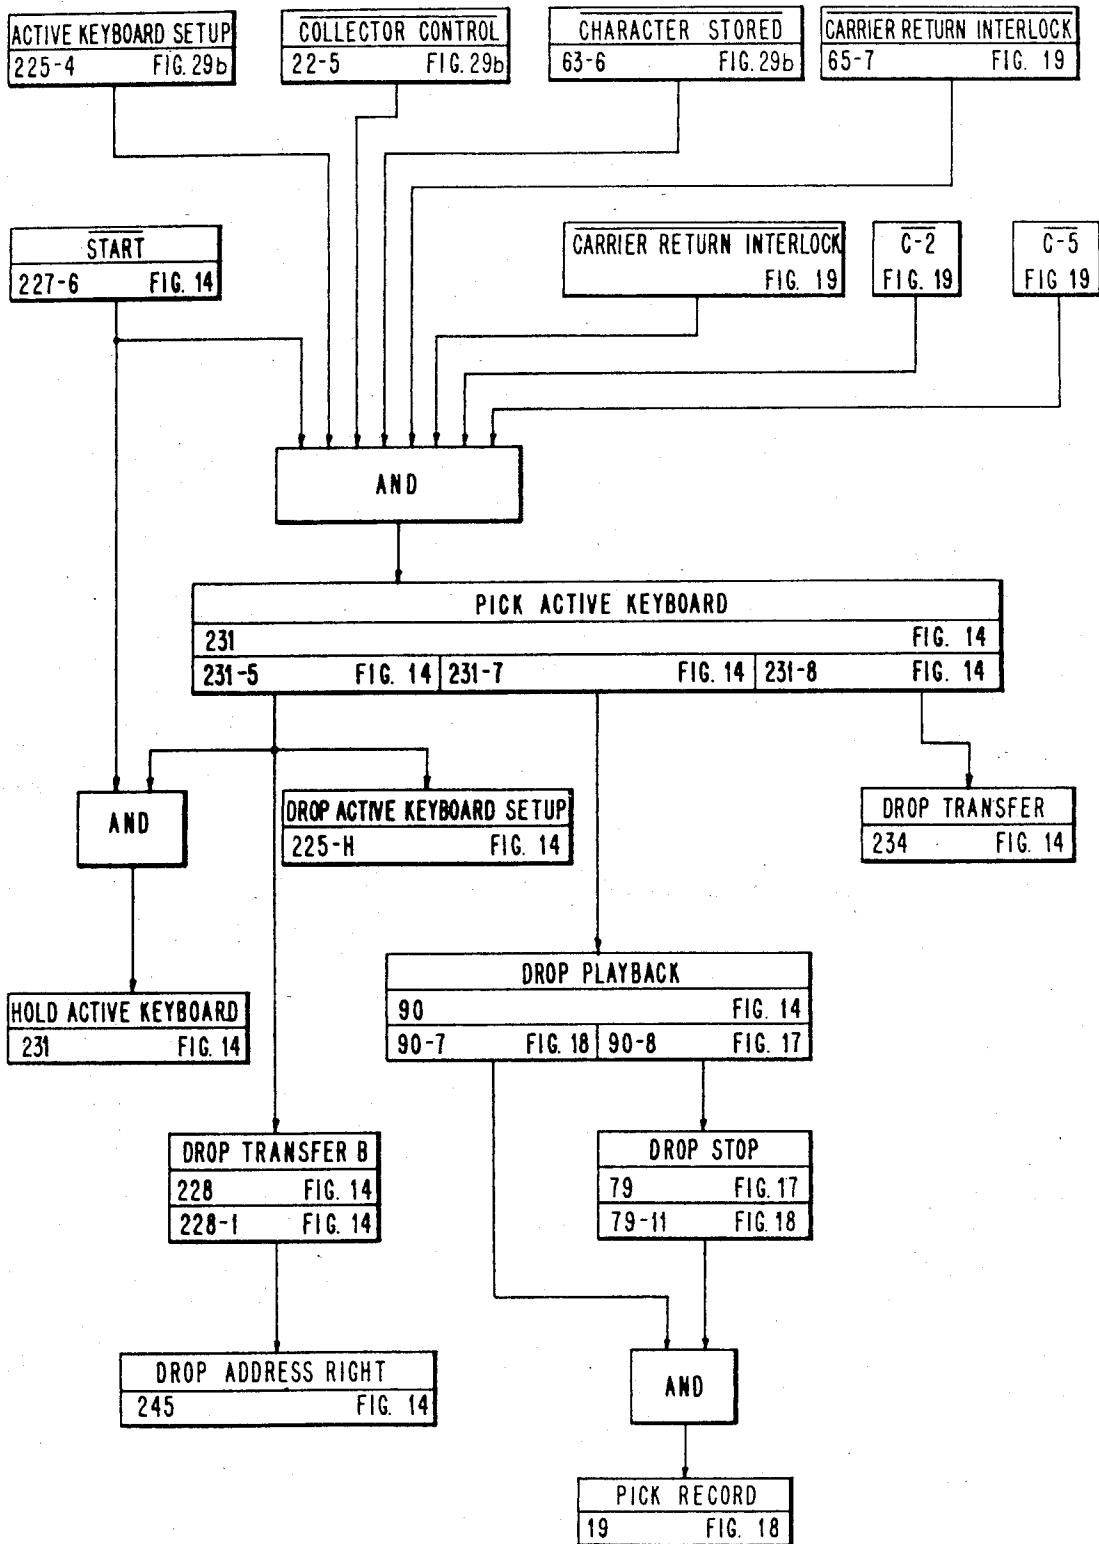 ACTIVE KEYBOARD SETUP
225-4 FIG. 29b
COLLECTOR CONTROL
22-5 FIG. 29b
CHARACTER STORED
63-6 FIG. 29b
CARRIER RETURN INTERLOCK
65-7 FIG. 19
START
227-6 FIG. 14
CARRIER RETURN INTERLOCK
FIG. 19
C-2
FIG. 19
C-5
FIG 19
AND
PICK ACTIVE KEYBOARD
231 FIG. 14
231-5 FIG. 14 231-7 FIG. 14 231-8 FIG. 14
AND
DROP ACTIVE KEYBOARD SETUP
225-H FIG. 14
DROP TRANSFER
234 FIG. 14
HOLD ACTIVE KEYBOARD
231 FIG. 14
DROP PLAYBACK
90 FIG. 14
90-7 FIG. 18 90-8 FIG. 17
DROP TRANSFER B
228 FIG. 14
228-1 FIG. 14
DROP STOP
79 FIG. 17
79-11 FIG. 18
DROP ADDRESS RIGHT
245 FIG. 14
AND
PICK RECORD
19 FIG. 18